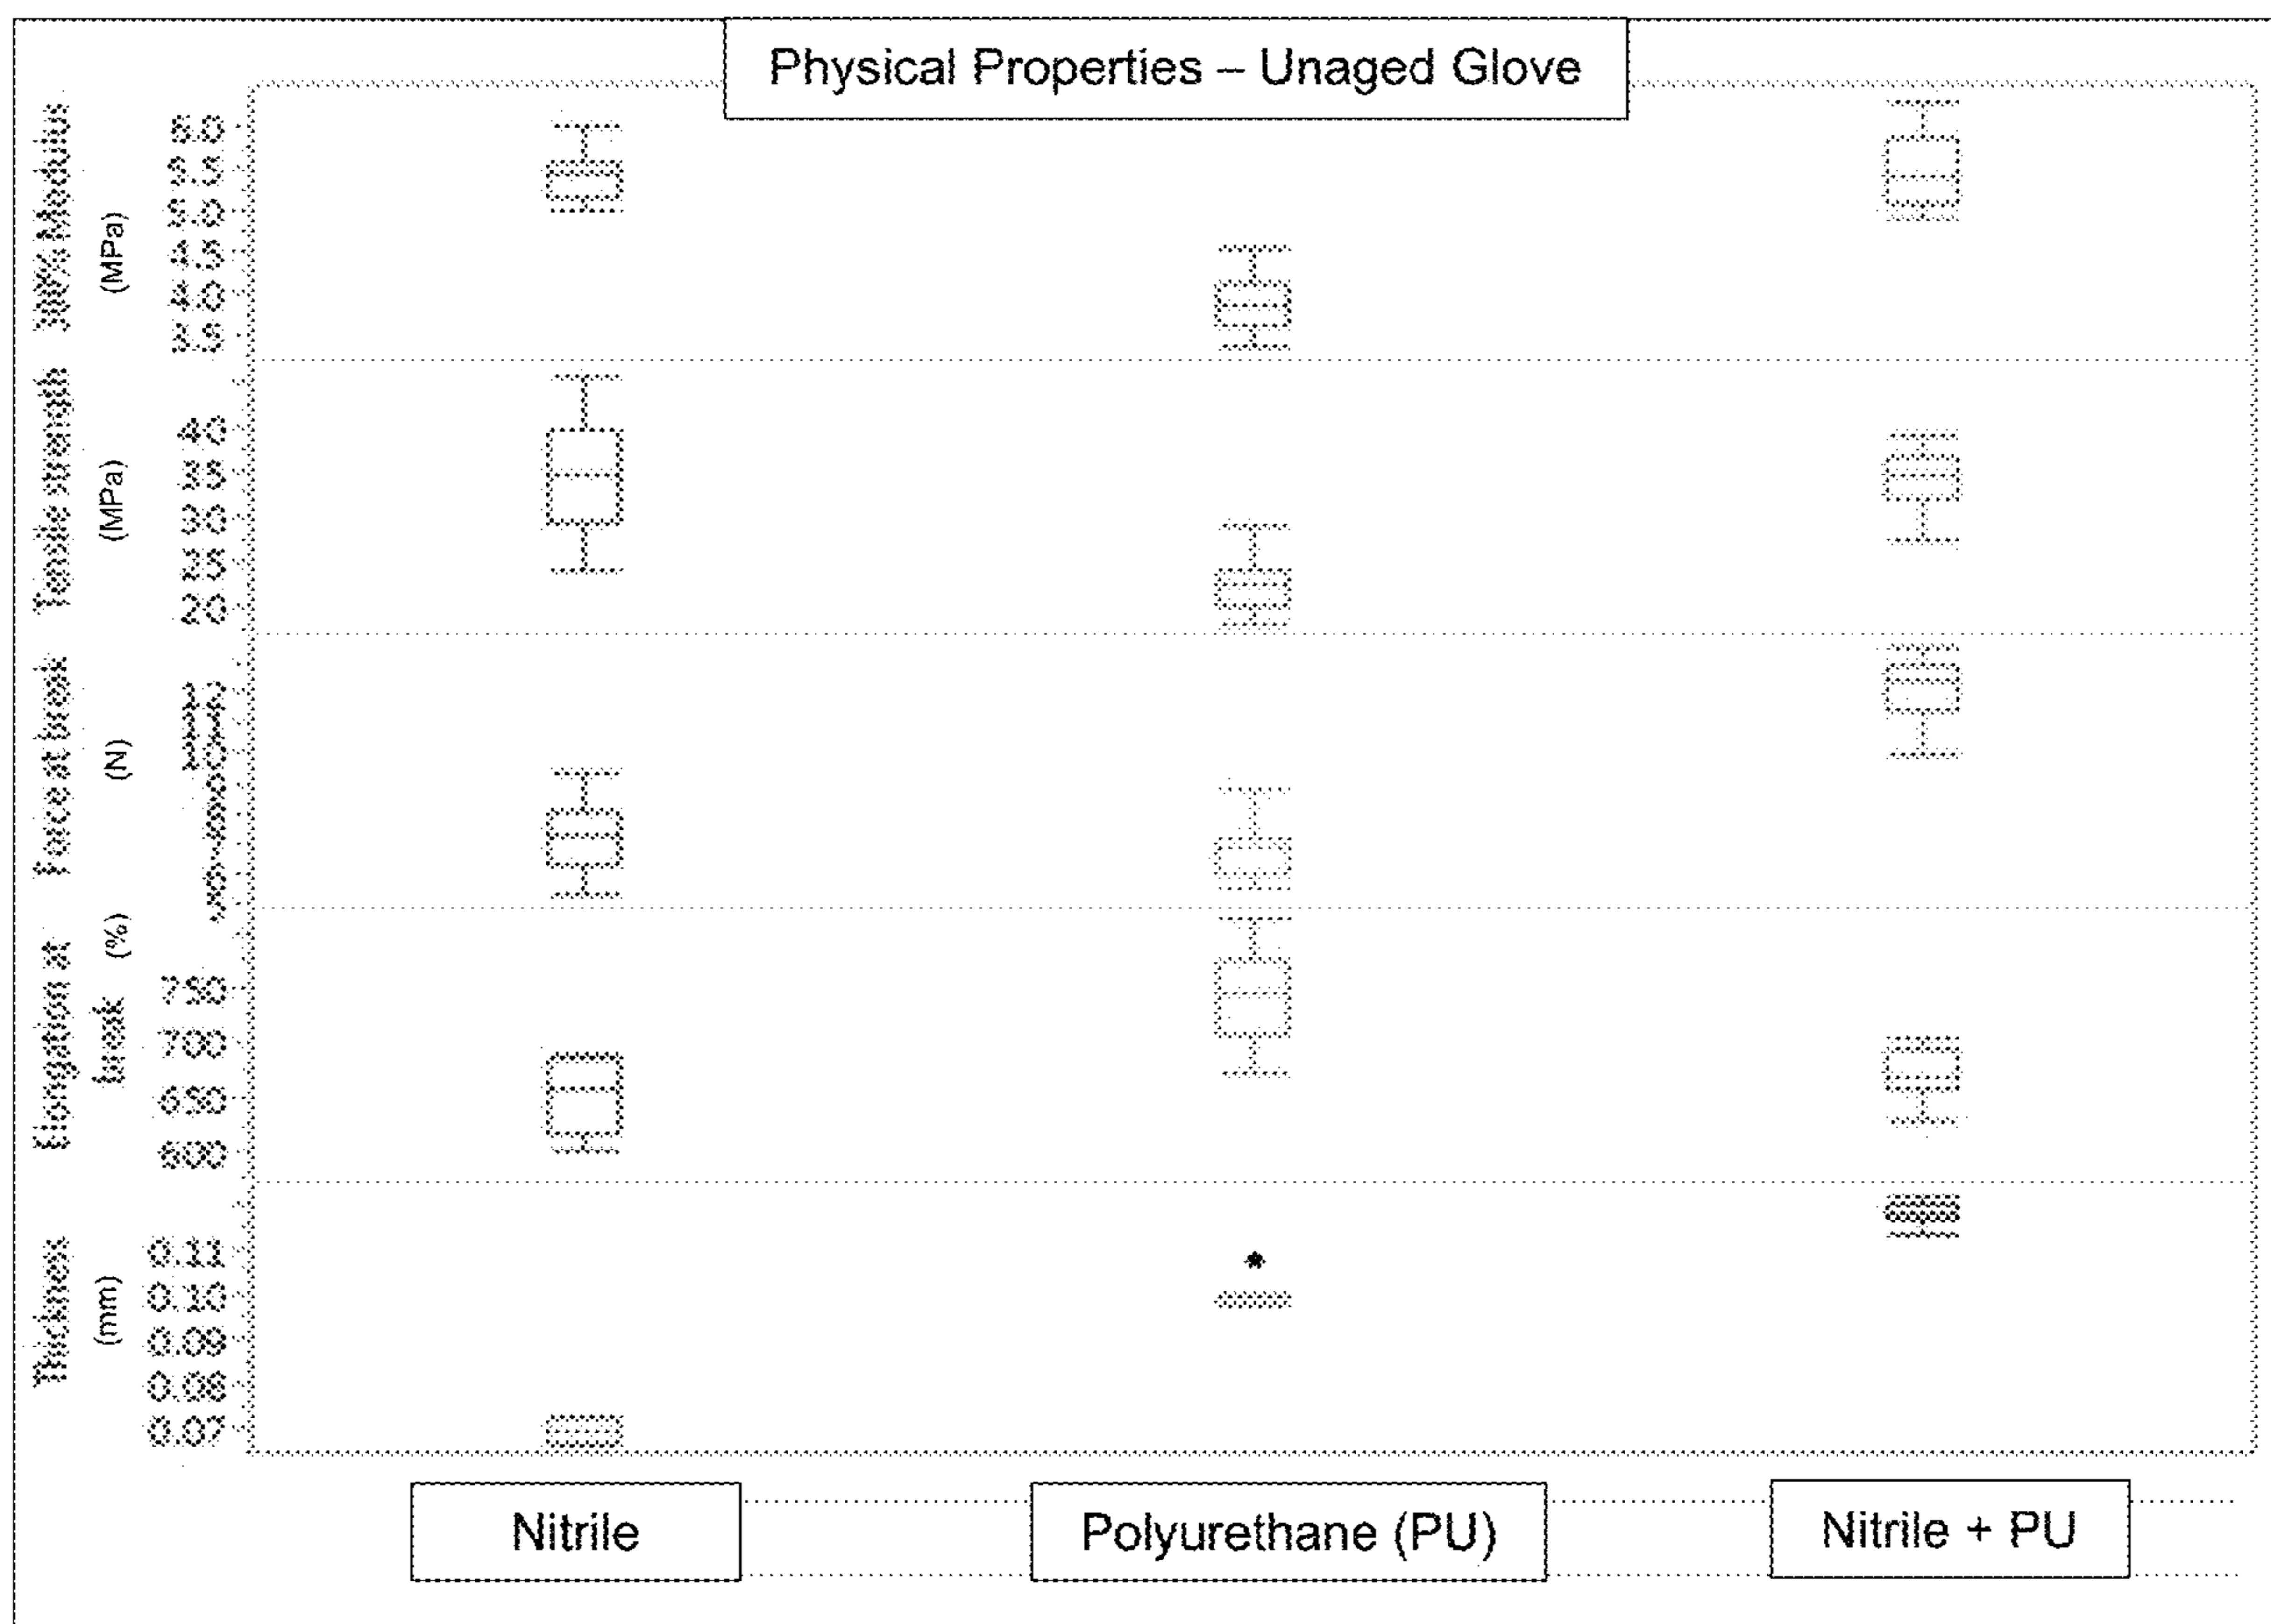 Physical Properties – Unaged Glove
300% Modulus
(MPa)
5.5
5.0
4.5
4.0
3.5
Tensile strength
(MPa)
40
35
30
25
20
Force at break
(N)
Elongation at
break (%)
750
700
650
600
Thickness
(mm)
0.11
0.10
0.09
0.08
0.07
Nitrile
Polyurethane (PU)
Nitrile + PU